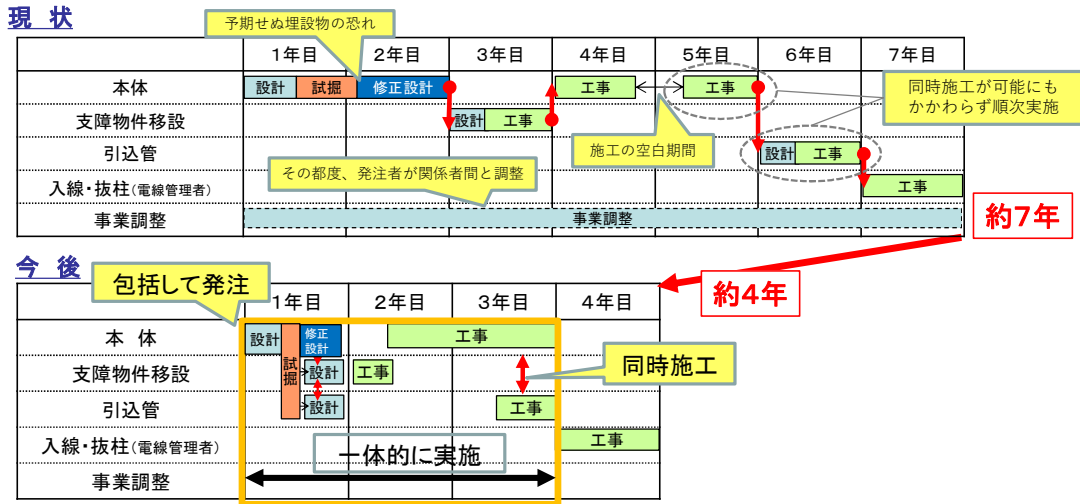 現 状
予期せぬ埋設物の恐れ
1年目 2年目 3年目 4年目 5年目 6年目 7年目
本体 設計 試掘 修正設計 工事 工事
同時施工が可能にも
かかわらず順次実施
支障物件移設 設計 工事
引込管 設計 工事
施工の空白期間
入線・抜柱(電線管理者) 工事
その都度、発注者が関係者間と調整
事業調整 事業調整
約7年
今 後
包括して発注
約4年
1年目 2年目 3年目 4年目
本 体 設計 修正
設計 工事
試掘
支障物件移設 設計 工事
同時施工
引込管 設計 工事
入線・抜柱(電線管理者) 工事
一体的に実施
事業調整